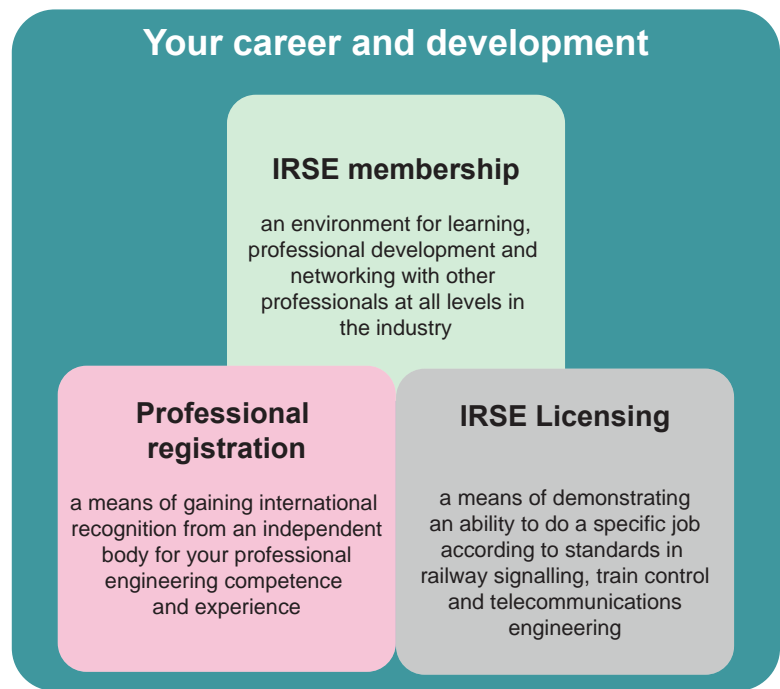 Your career and development
IRSE membership
an environment for learning,
professional development and
networking with other
professionals at all levels in
the industry
Professional
registration
a means of gaining international
recognition from an independent
body for your professional
engineering competence
and experience
IRSE Licensing
a means of demonstrating
an ability to do a specific job
according to standards in
railway signalling, train control
and telecommunications
engineering